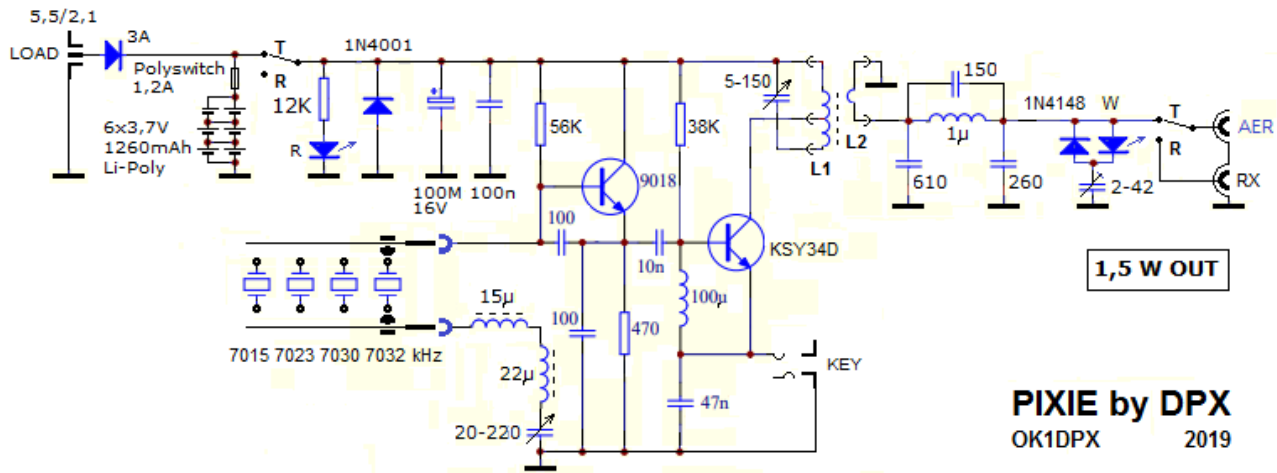 5,5/2,1
LOAD
3A
Polyswitch
1,2A
6x3,7V
1260mAh
Li-Poly
T
R
12K
R
1N4001
100M
16V
100n
56K
9018
38K
5-150
L1
L2
150
1µ
610
260
1N4148
W
2-42
T
R
AER
RX
100
10n
KSY34D
1,5 W OUT
15µ
100
470
100µ
7015 7023 7030 7032 kHz
22µ
KEY
20-220
47n
PIXIE by DPX
OK1DPX 2019